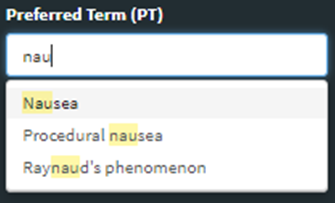 Preferred Term (PT)
nau
Nausea
Procedural nausea
Raynaud's phenomenon